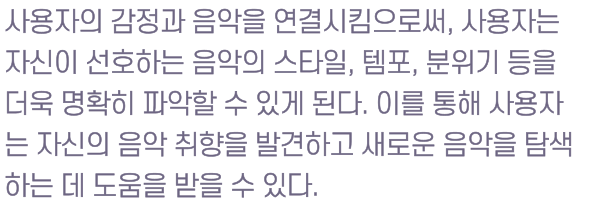 사용자의 감정과 음악을 연결시킴으로써, 사용자는
자신이 선호하는 음악의 스타일, 템포, 분위기 등을
더욱 명확히 파악할 수 있게 된다. 이를 통해 사용자
는 자신의 음악 취향을 발견하고 새로운 음악을 탐색
하는 데 도움을 받을 수 있다.